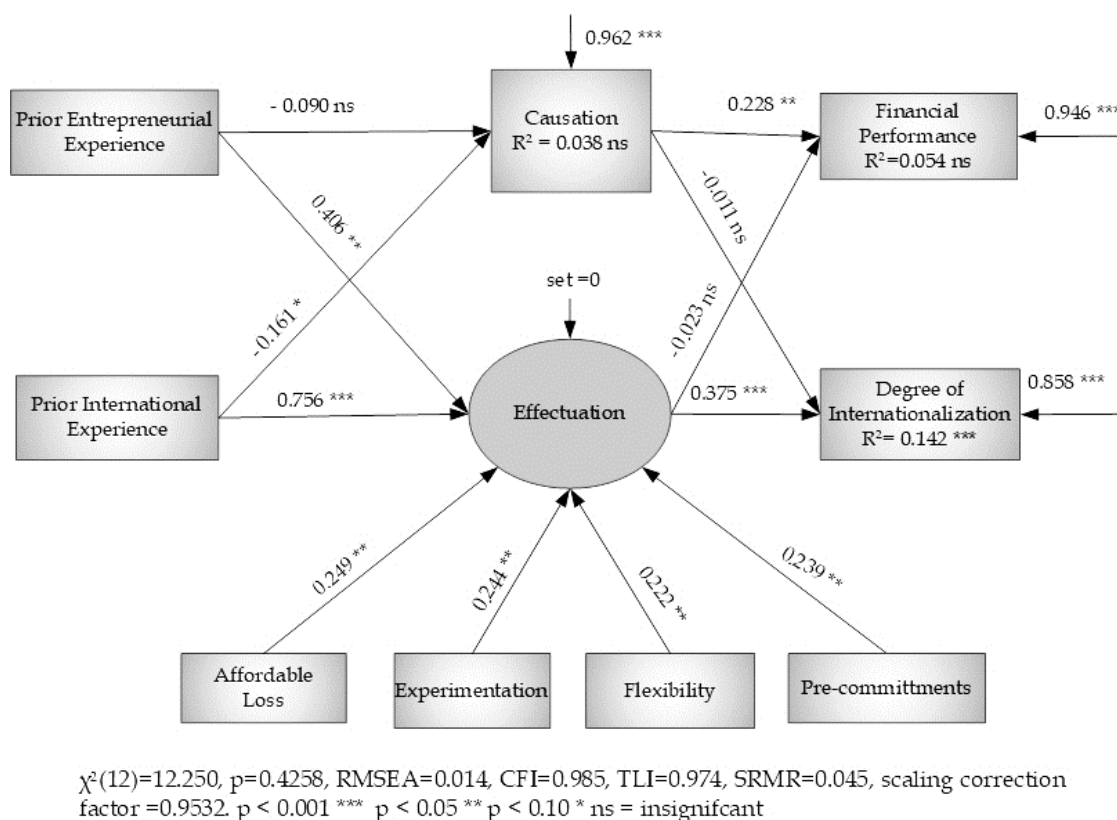 0.962 ***
Prior Entrepreneurial
Experience
- 0.090 ns
Causation
R² = 0.038 ns
0.228 **
Financial
Performance
R²=0.054 ns
0.946 ***
0.406 **
-0.011 ns
set =0
- 0.161 *
-0.023 ns
Prior International
Experience
0.756 ***
Effectuation
0.375 ***
Degree of
Internationalization
R²= 0.142 ***
0.858 ***
0.249 **
0.244 **
0.222 **
0.239 **
Affordable
Loss
Experimentation
Flexibility
Pre-committments
χ²(12)=12.250, p=0.4258, RMSEA=0.014, CFI=0.985, TLI=0.974, SRMR=0.045, scaling correction
factor =0.9532. p < 0.001 *** p < 0.05 ** p < 0.10 * ns = insignifcant